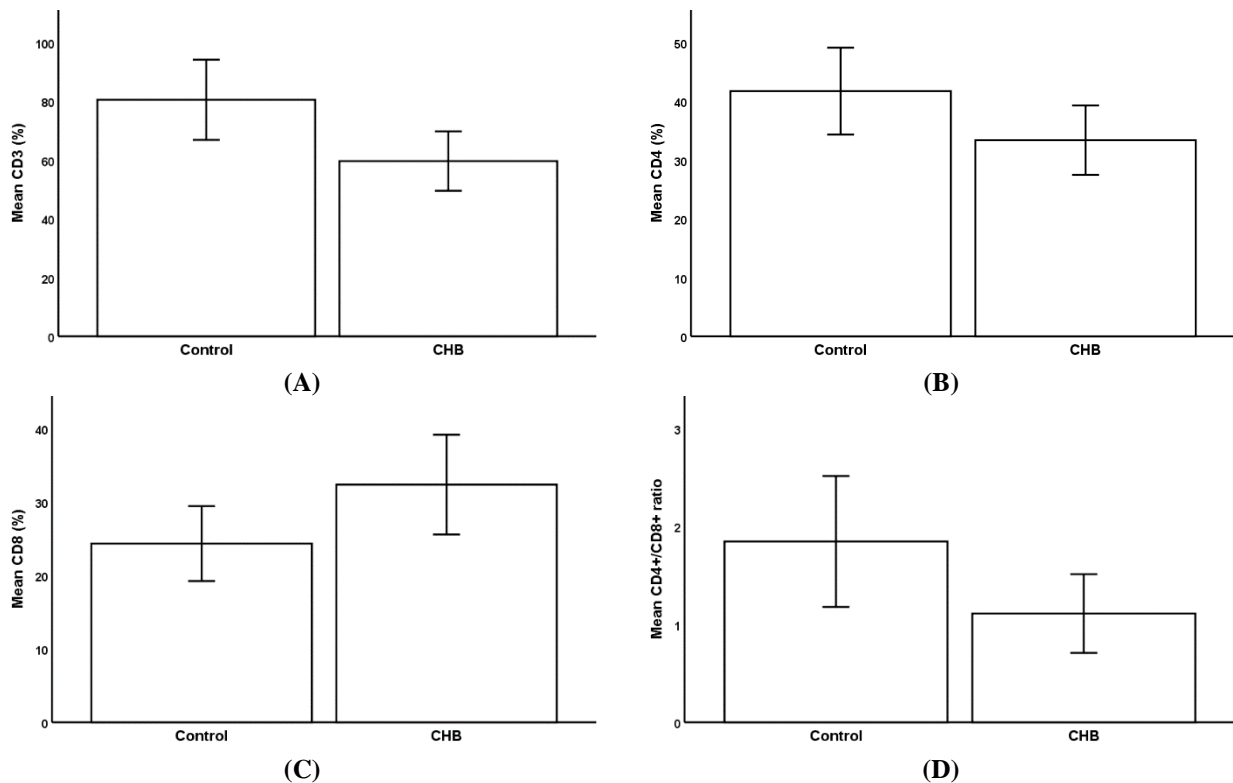 Mean CD3 (%)
100
80
60
40
20
0
Control CHB
(A)
Mean CD4 (%)
50
40
30
20
10
0
Control CHB
(B)
Mean CD8 (%)
40
30
20
10
0
Control CHB
(C)
Mean CD4+/CD8+ ratio
3
2
1
0
Control CHB
(D)